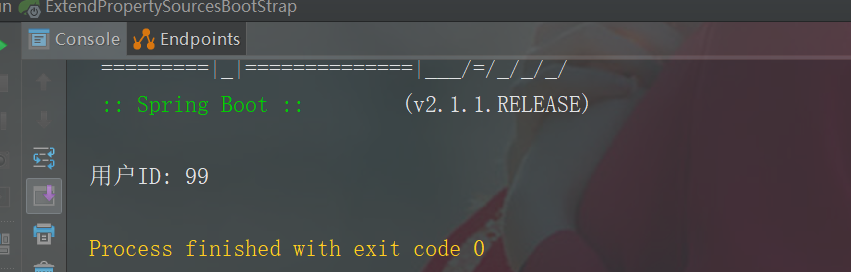 ExtendPropertySourcesBootStrap
Console Endpoints
=========|_|==============|___/=/_/_/_/
:: Spring Boot :: (v2.1.1.RELEASE)
用户ID: 99
Process finished with exit code 0